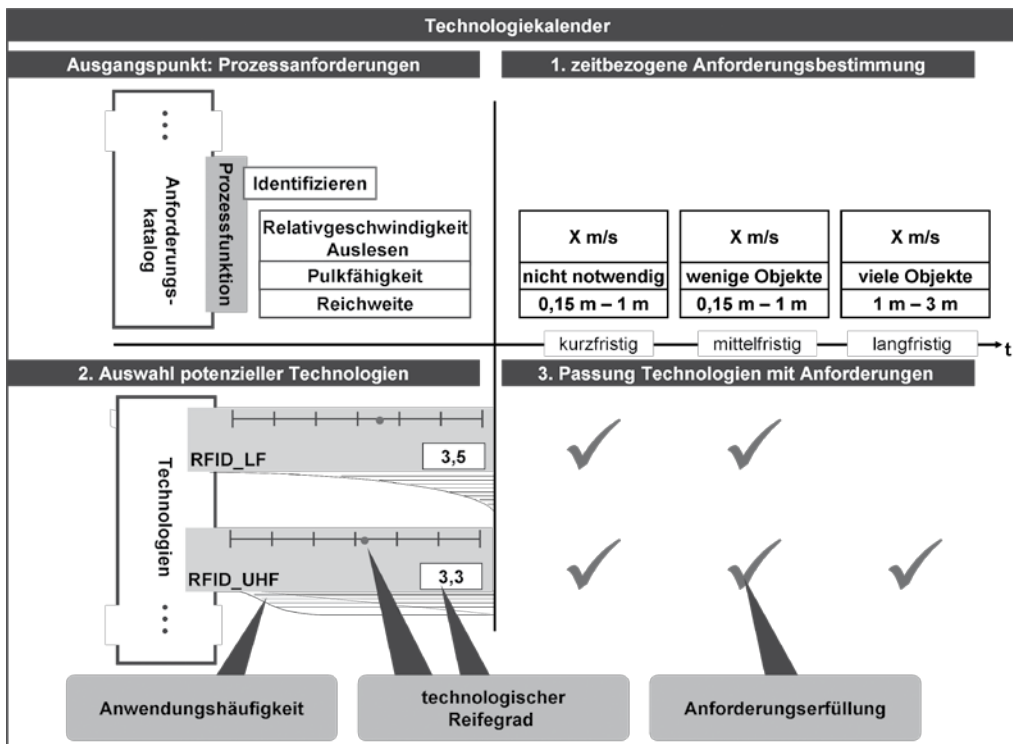 Technologiekalender
Ausgangspunkt: Prozessanforderungen
1. zeitbezogene Anforderungsbestimmung
Anforderungs-
katalog
Prozessfunktion
Identifizieren
Relativgeschwindigkeit
Auslesen
Pulkfähigkeit
Reichweite
X m/s
X m/s
X m/s
nicht notwendig
wenige Objekte
viele Objekte
0,15 m – 1 m
0,15 m – 1 m
1 m – 3 m
kurzfristig
mittelfristig
langfristig
t
2. Auswahl potenzieller Technologien
3. Passung Technologien mit Anforderungen
Technologien
RFID_LF
3,5
RFID_UHF
3,3
Anwendungshäufigkeit
technologischer
Reifegrad
Anforderungserfüllung